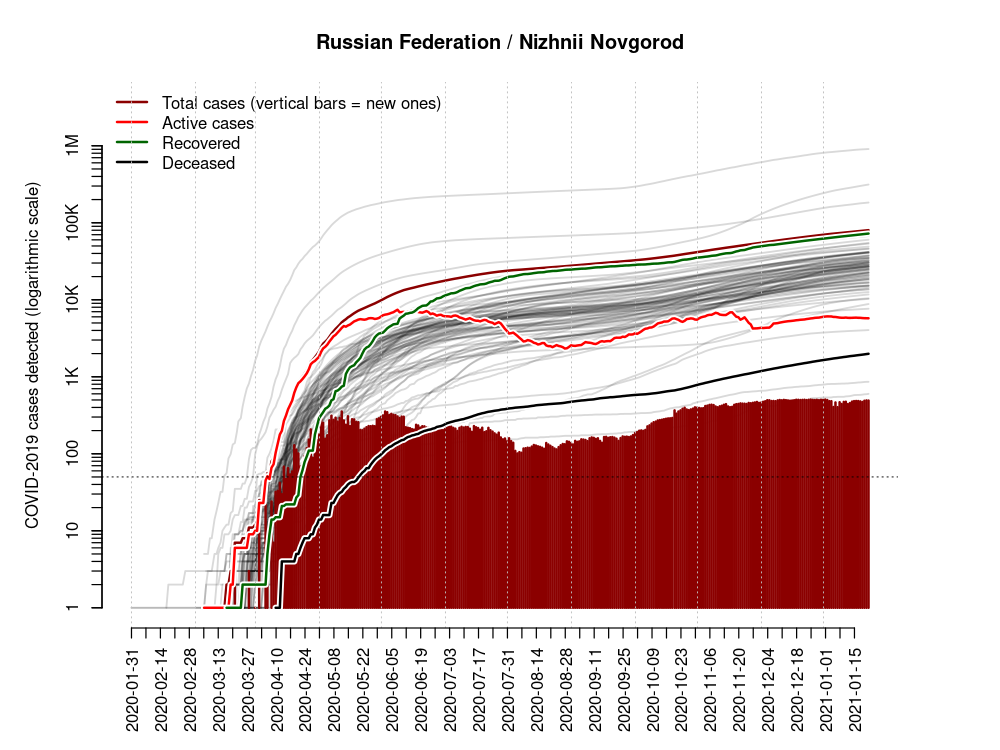 Russian Federation / Nizhnii Novgorod
Total cases (vertical bars = new ones)
Active cases
Recovered
Deceased
COVID-2019 cases detected (logarithmic scale)
1M
100K
10K
1K
100
10
1
2020-01-31
2020-02-14
2020-02-28
2020-03-13
2020-03-27
2020-04-10
2020-04-24
2020-05-08
2020-05-22
2020-06-05
2020-06-19
2020-07-03
2020-07-17
2020-07-31
2020-08-14
2020-08-28
2020-09-11
2020-09-25
2020-10-09
2020-10-23
2020-11-06
2020-11-20
2020-12-04
2020-12-18
2021-01-01
2021-01-15